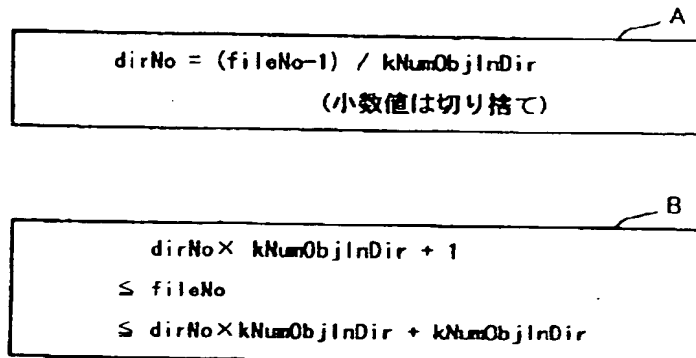 A
dirNo = (fileNo-1) / kNumObjInDir
(小数値は切り捨て)
B
dirNo× kNumObjInDir + 1
≦ fileNo
≦ dirNo×kNumObjInDir + kNumObjInDir